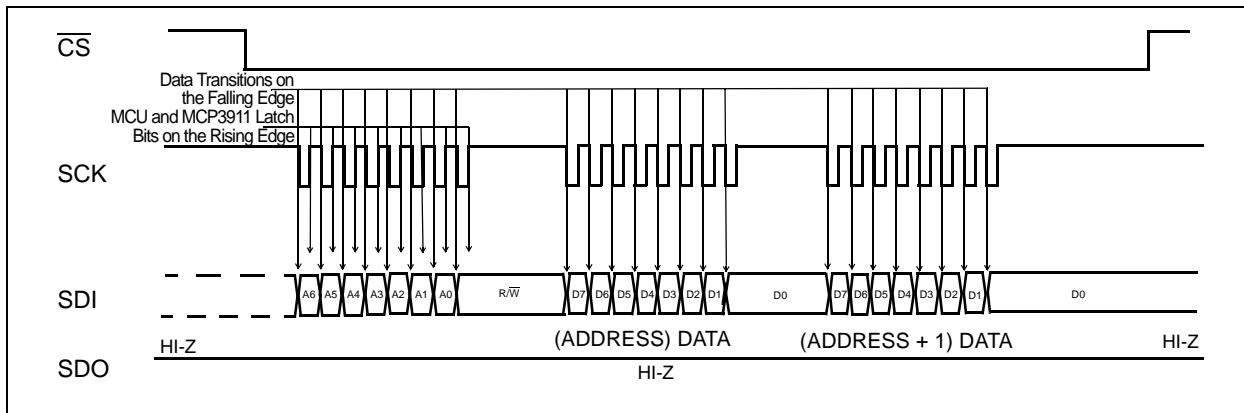 CS
Data Transitions on
the Falling Edge
MCU and MCP3911 Latch
Bits on the Rising Edge
SCK
SDI
A6 A5 A4 A3 A2 A1 A0 R/W D7 D6 D5 D4 D3 D2 D1 D0 D7 D6 D5 D4 D3 D2 D1 D0
(ADDRESS) DATA (ADDRESS + 1) DATA
HI-Z HI-Z
SDO
HI-Z